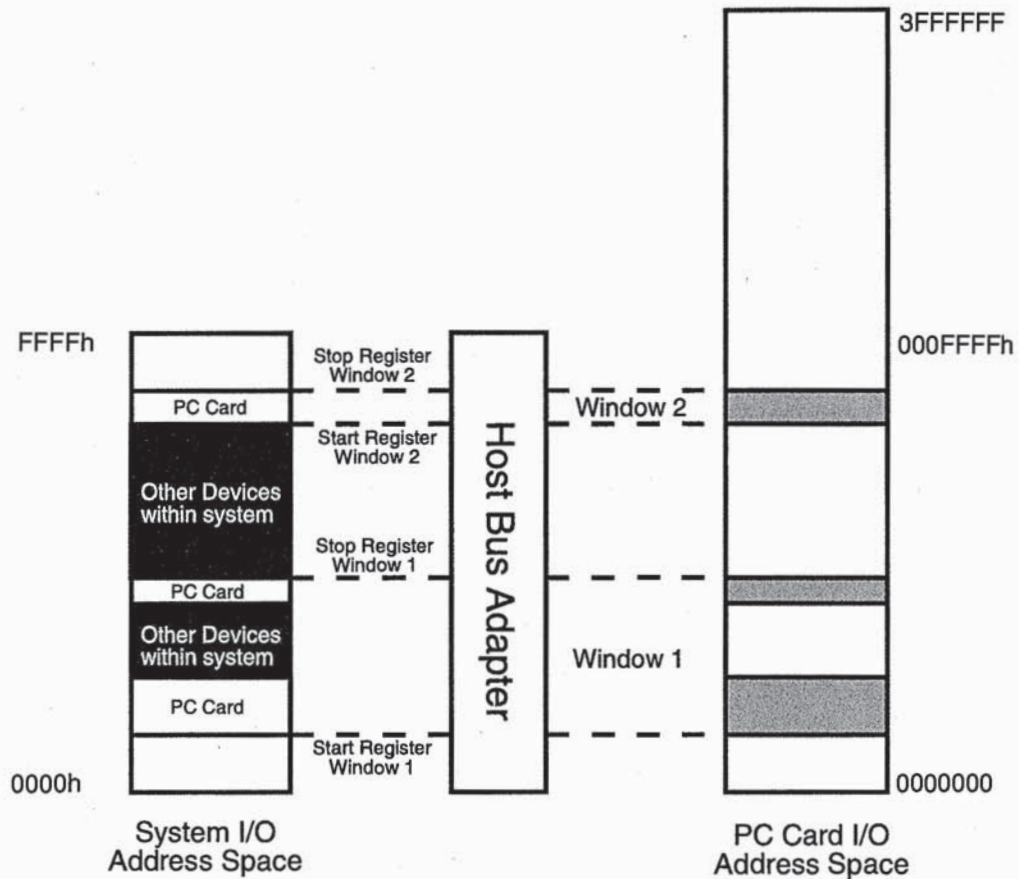 3FFFFFF
FFFFh
000FFFFh
Stop Register
Window 2
PC Card
Window 2
Start Register
Window 2
Host Bus Adapter
Other Devices
within system
Stop Register
Window 1
PC Card
Other Devices
within system
Window 1
PC Card
Start Register
Window 1
0000h
0000000
System I/O
Address Space
PC Card I/O
Address Space